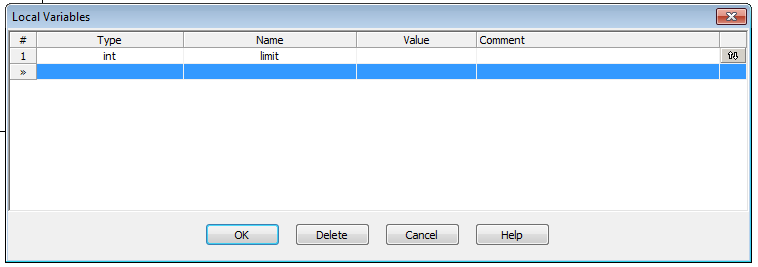 Local Variables
# Type Name Value Comment
1 int limit
»
OK Delete Cancel Help